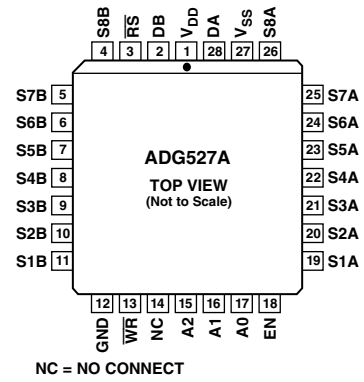 S8B RS DB VDD DA VSS S8A
4 3 2 1 28 27 26
S7B 5
S6B 6
S5B 7
S4B 8
S3B 9
S2B 10
S1B 11
ADG527A
TOP VIEW
(Not to Scale)
25 S7A
24 S6A
23 S5A
22 S4A
21 S3A
20 S2A
19 S1A
12 13 14 15 16 17 18
GND WR NC A2 A1 A0 EN
NC = NO CONNECT